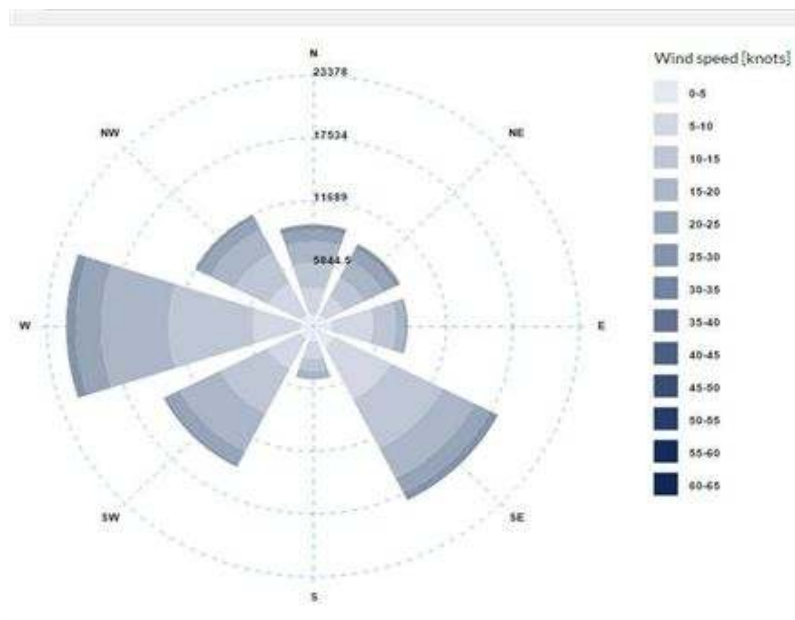 N
23378
17534
11689
5844.5
NW
NE
W
E
SW
SE
S
Wind speed [knots]
0-5
5-10
10-15
15-20
20-25
25-30
30-35
35-40
40-45
45-50
50-55
55-60
60-65